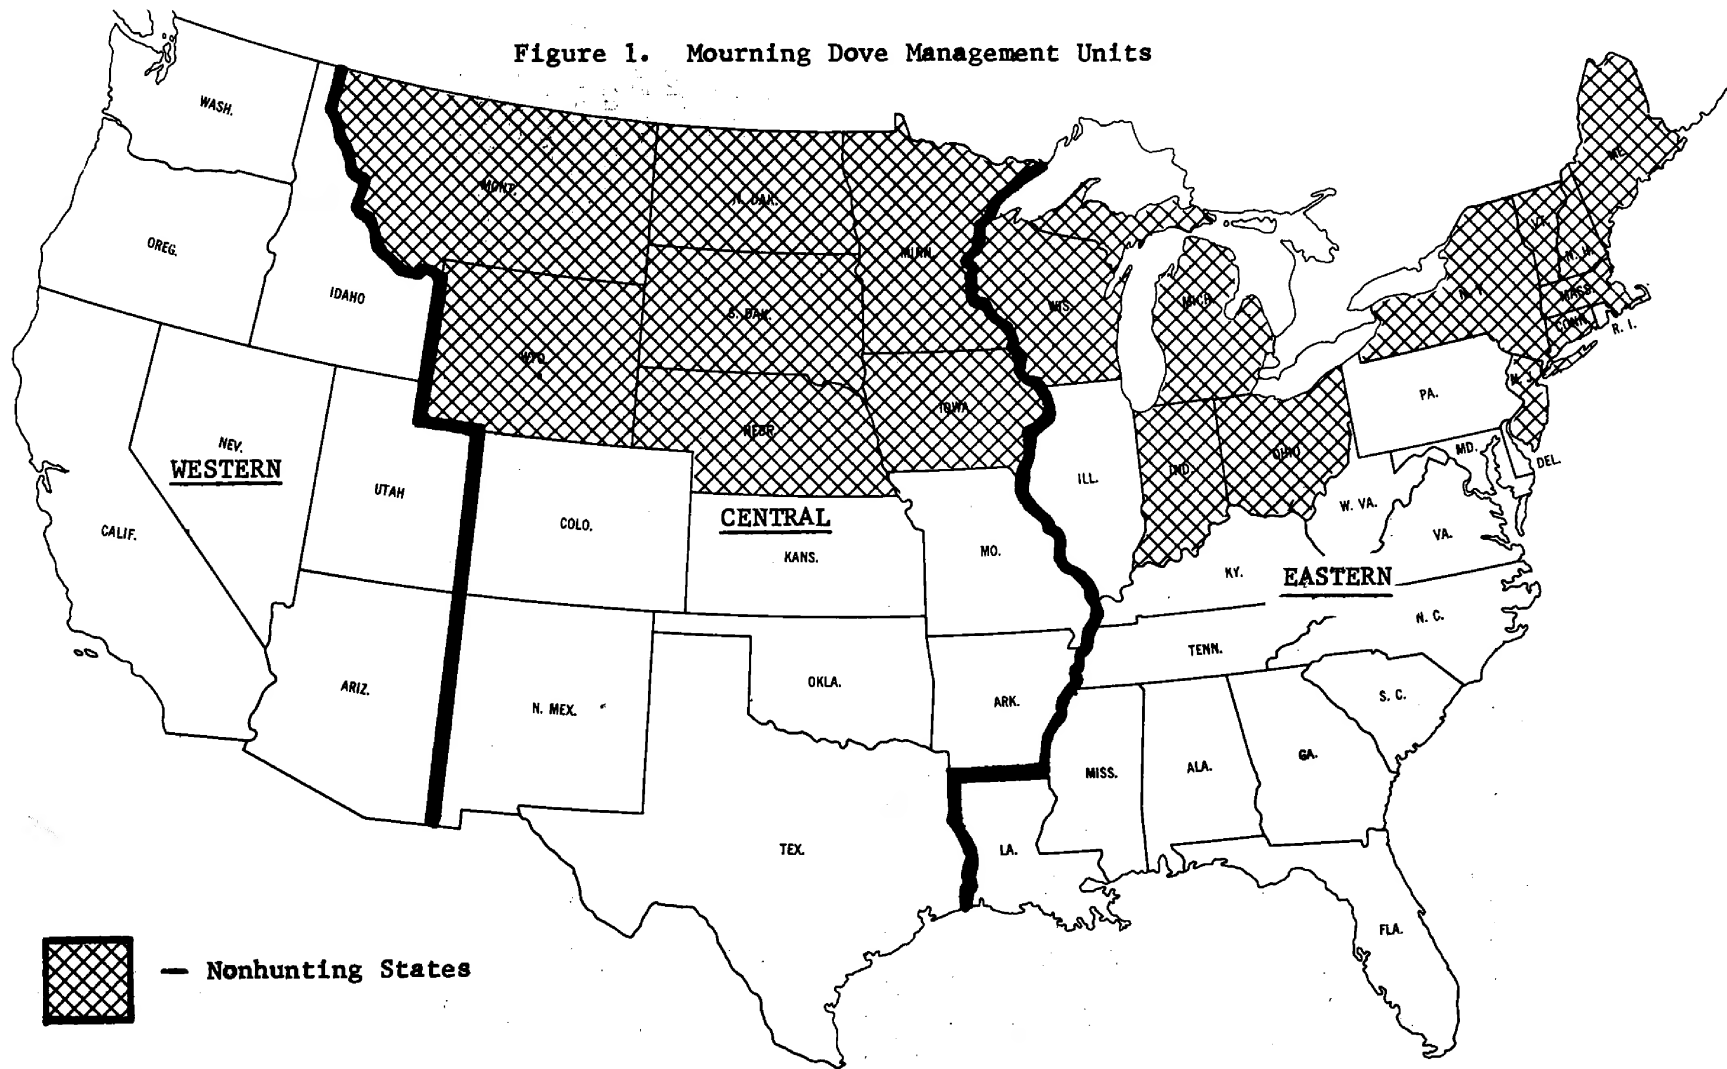 Figure 1. Mourning Dove Management Units
WASH.
MONT.
N. DAK.
MINN.
ME.
VT.
N. H.
OREG.
IDAHO
WYO.
S. DAK.
WIS.
MICH.
N. Y.
MASS.
CONN.
R. I.
NEV.
WESTERN
UTAH
NEBR.
IOWA
ILL.
IND.
OHIO
PA.
N. J.
MD.
DEL.
CALIF.
COLO.
CENTRAL
KANS.
MO.
W. VA.
VA.
KY.
EASTERN
ARIZ.
N. MEX.
OKLA.
ARK.
TENN.
N. C.
S. C.
TEX.
LA.
MISS.
ALA.
GA.
FLA.
— Nonhunting States